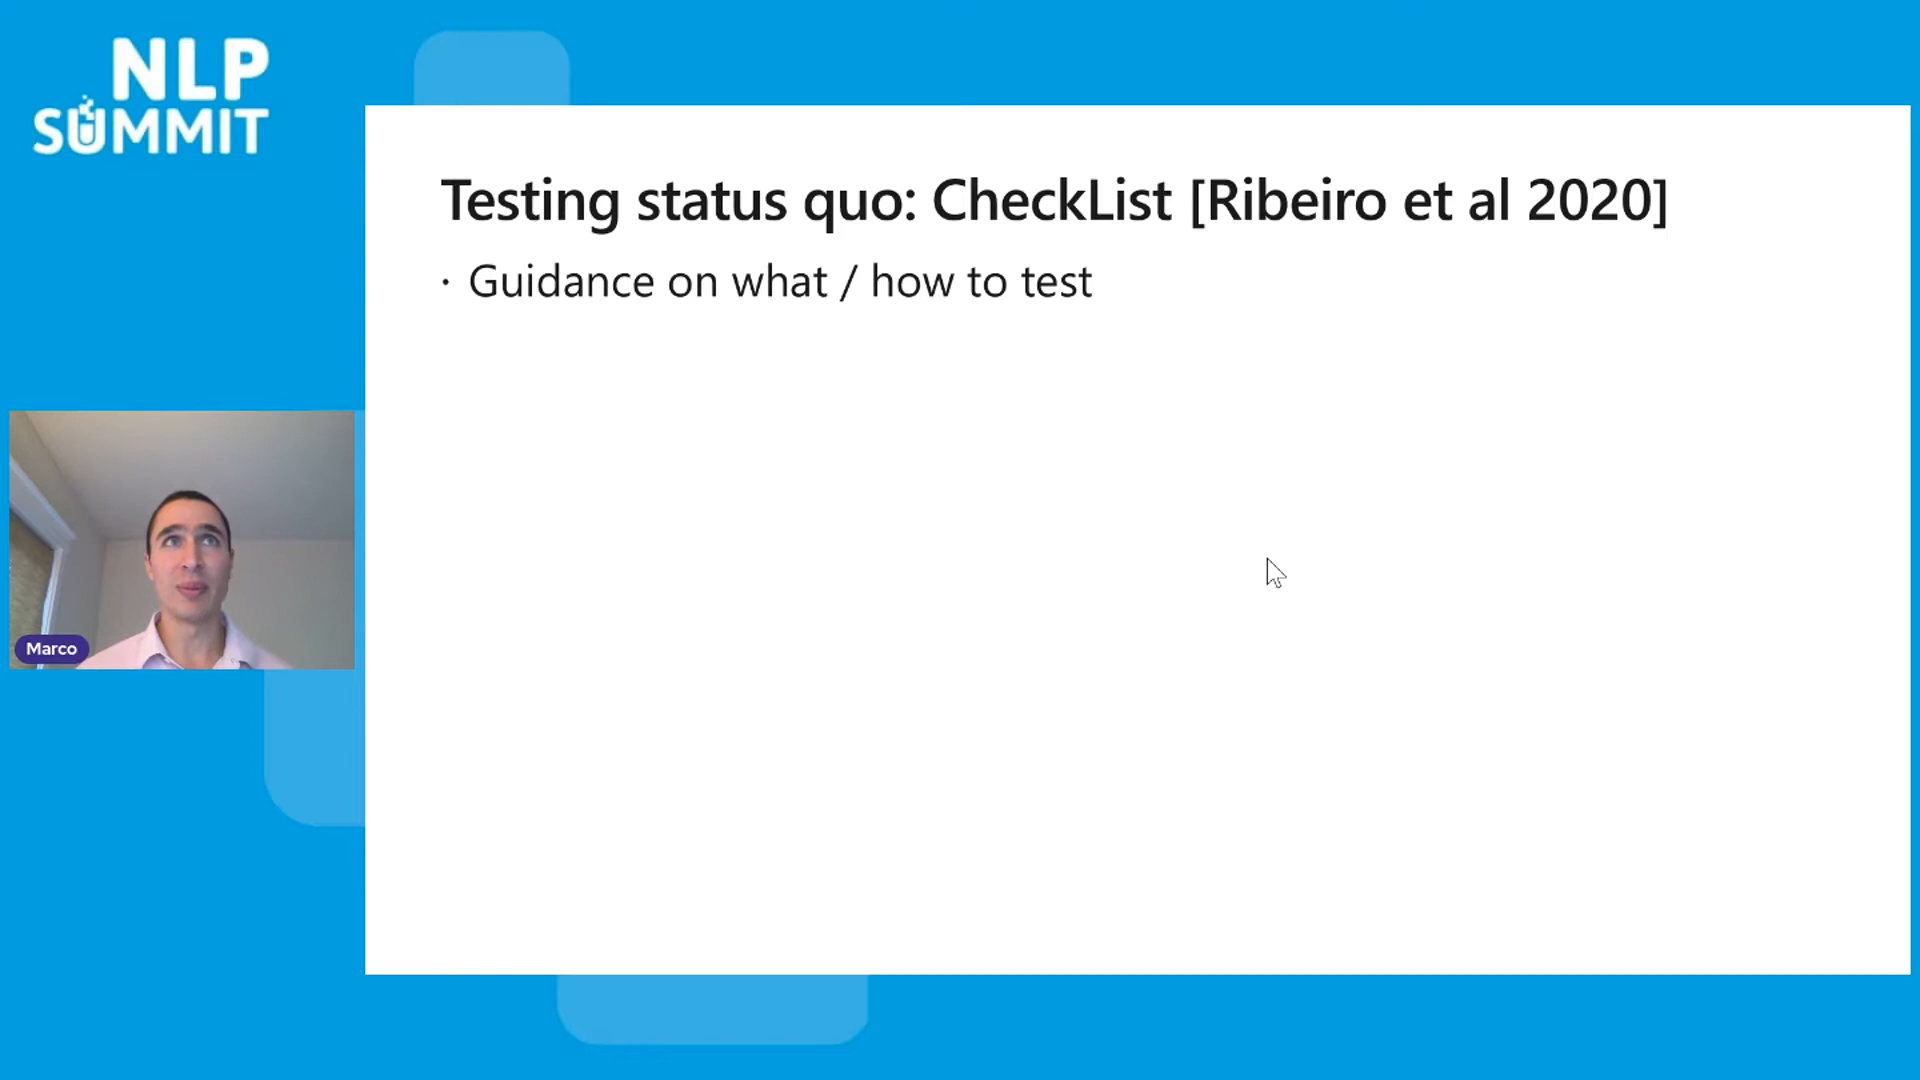 NLP
SUMMIT
Testing status quo: CheckList [Ribeiro et al 2020]
· Guidance on what / how to test
Marco